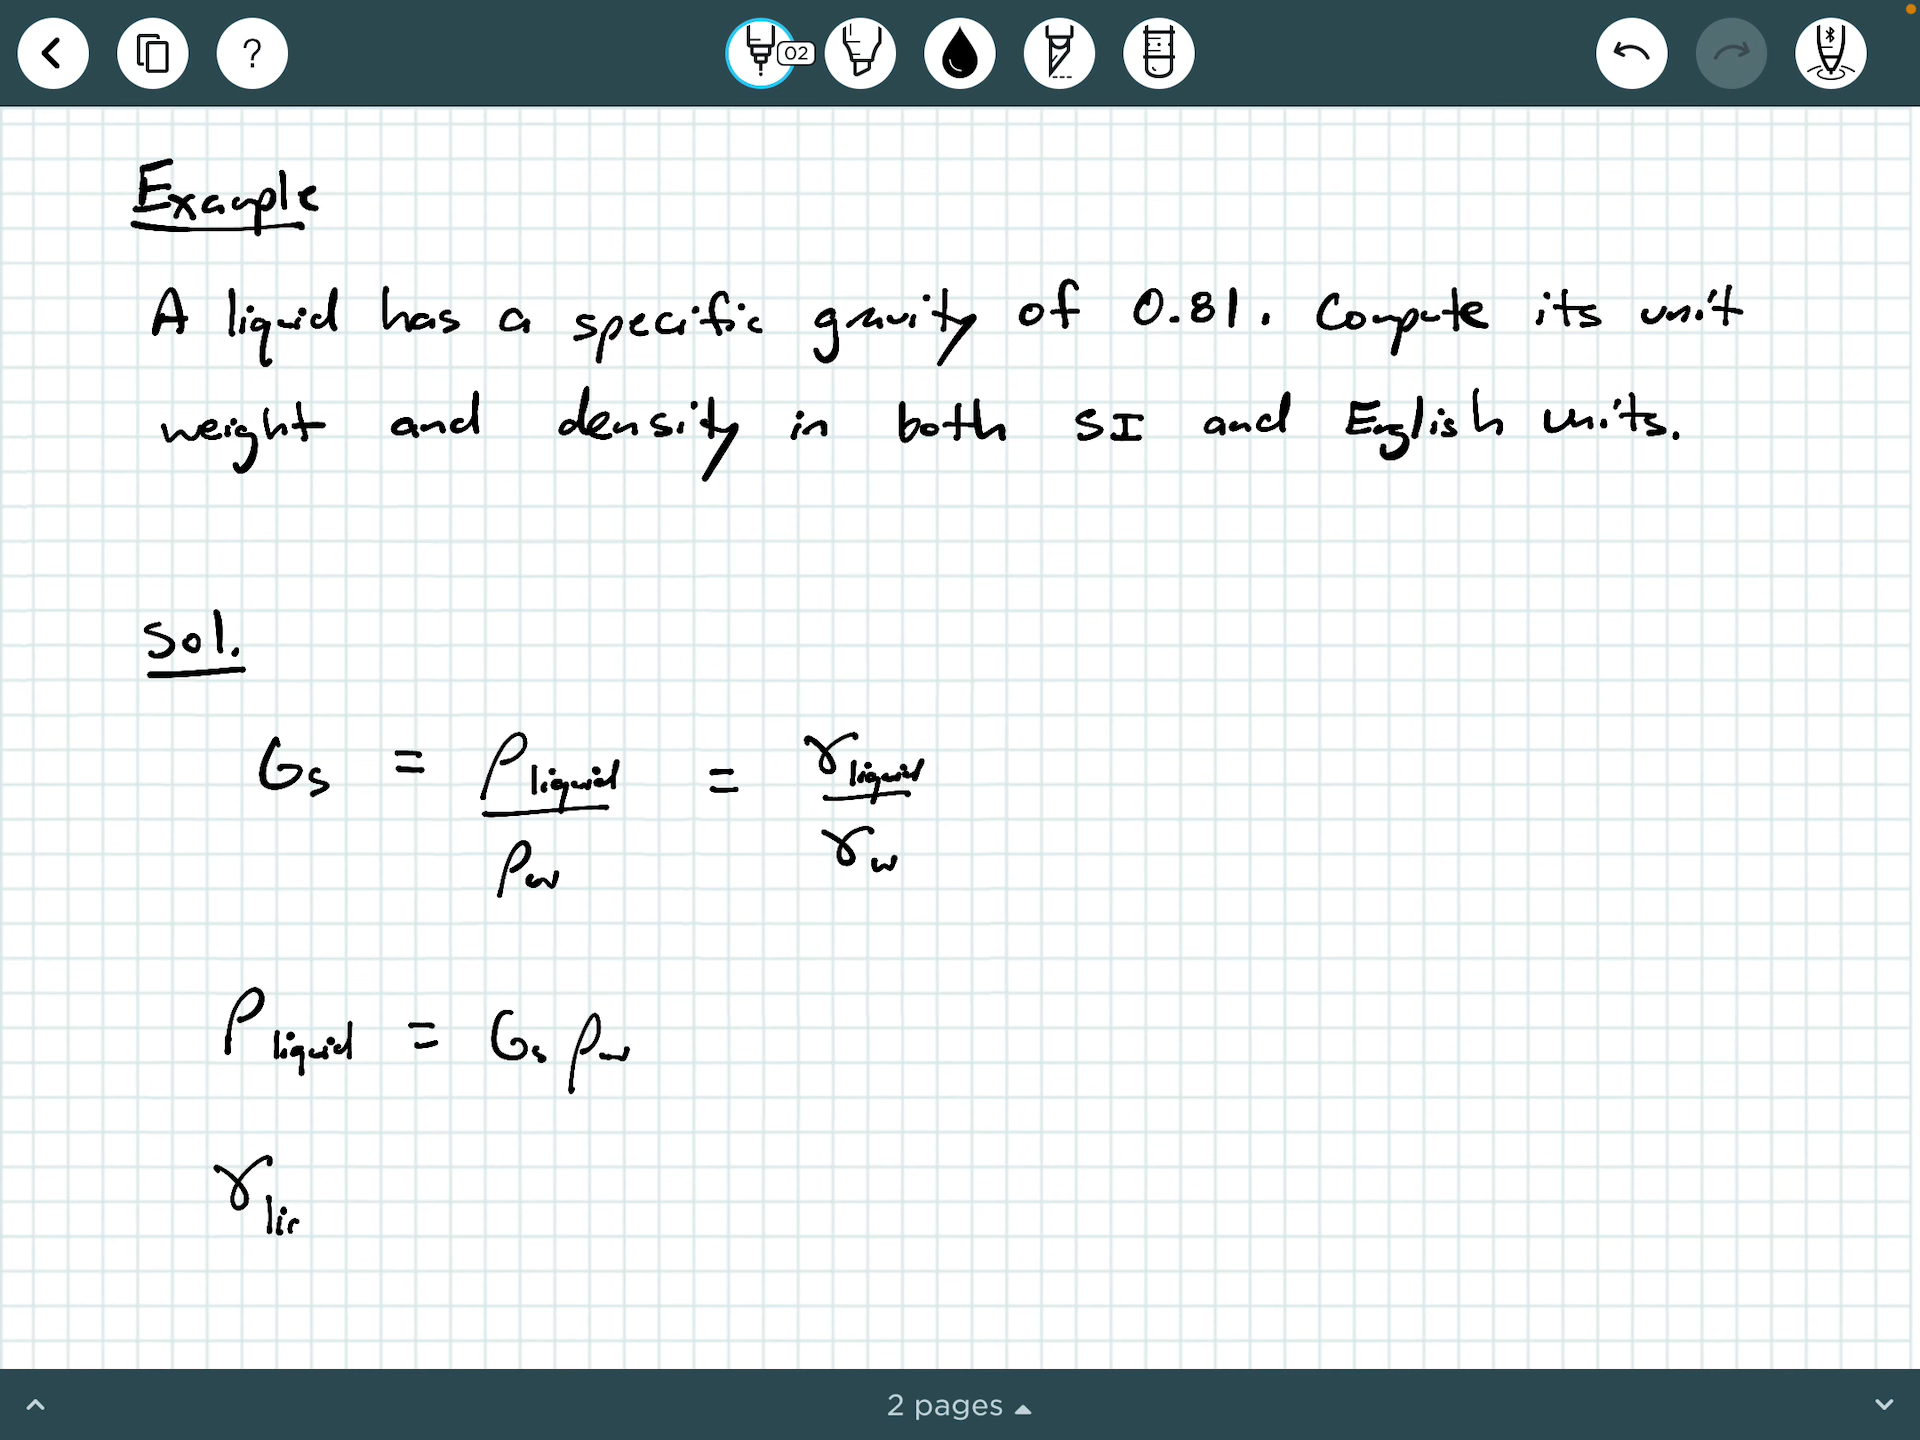 ?
02
Example
A liquid has a specific gravity of 0.81. Compute its unit
weight and density in both SI and English units.
Sol.
Gs = ρliquid / ρw = γliquid / γw
ρliquid = Gs ρw
γlic
2 pages